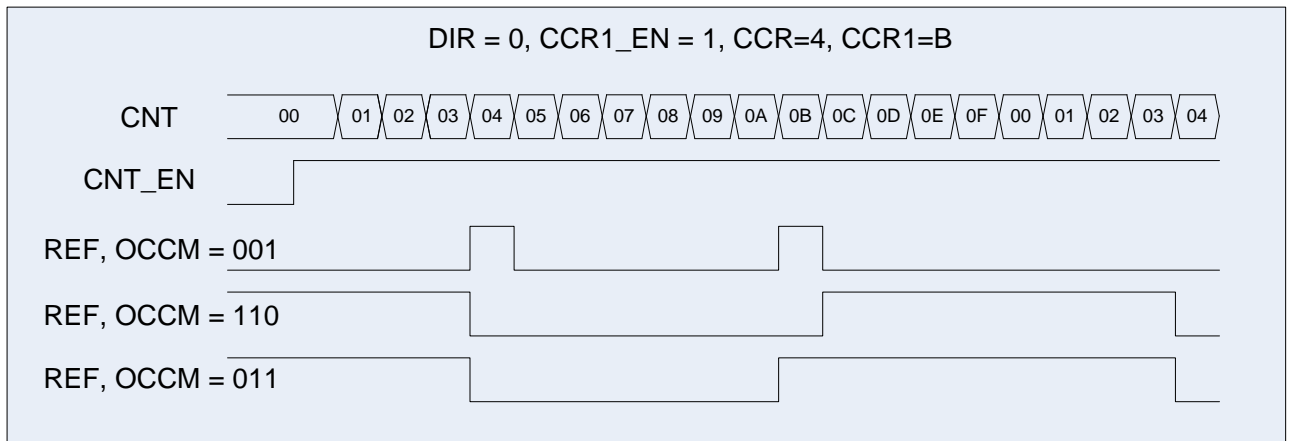 DIR = 0, CCR1_EN = 1, CCR=4, CCR1=B
CNT 00 01 02 03 04 05 06 07 08 09 0A 0B 0C 0D 0E 0F 00 01 02 03 04
CNT_EN
REF, OCCM = 001
REF, OCCM = 110
REF, OCCM = 011